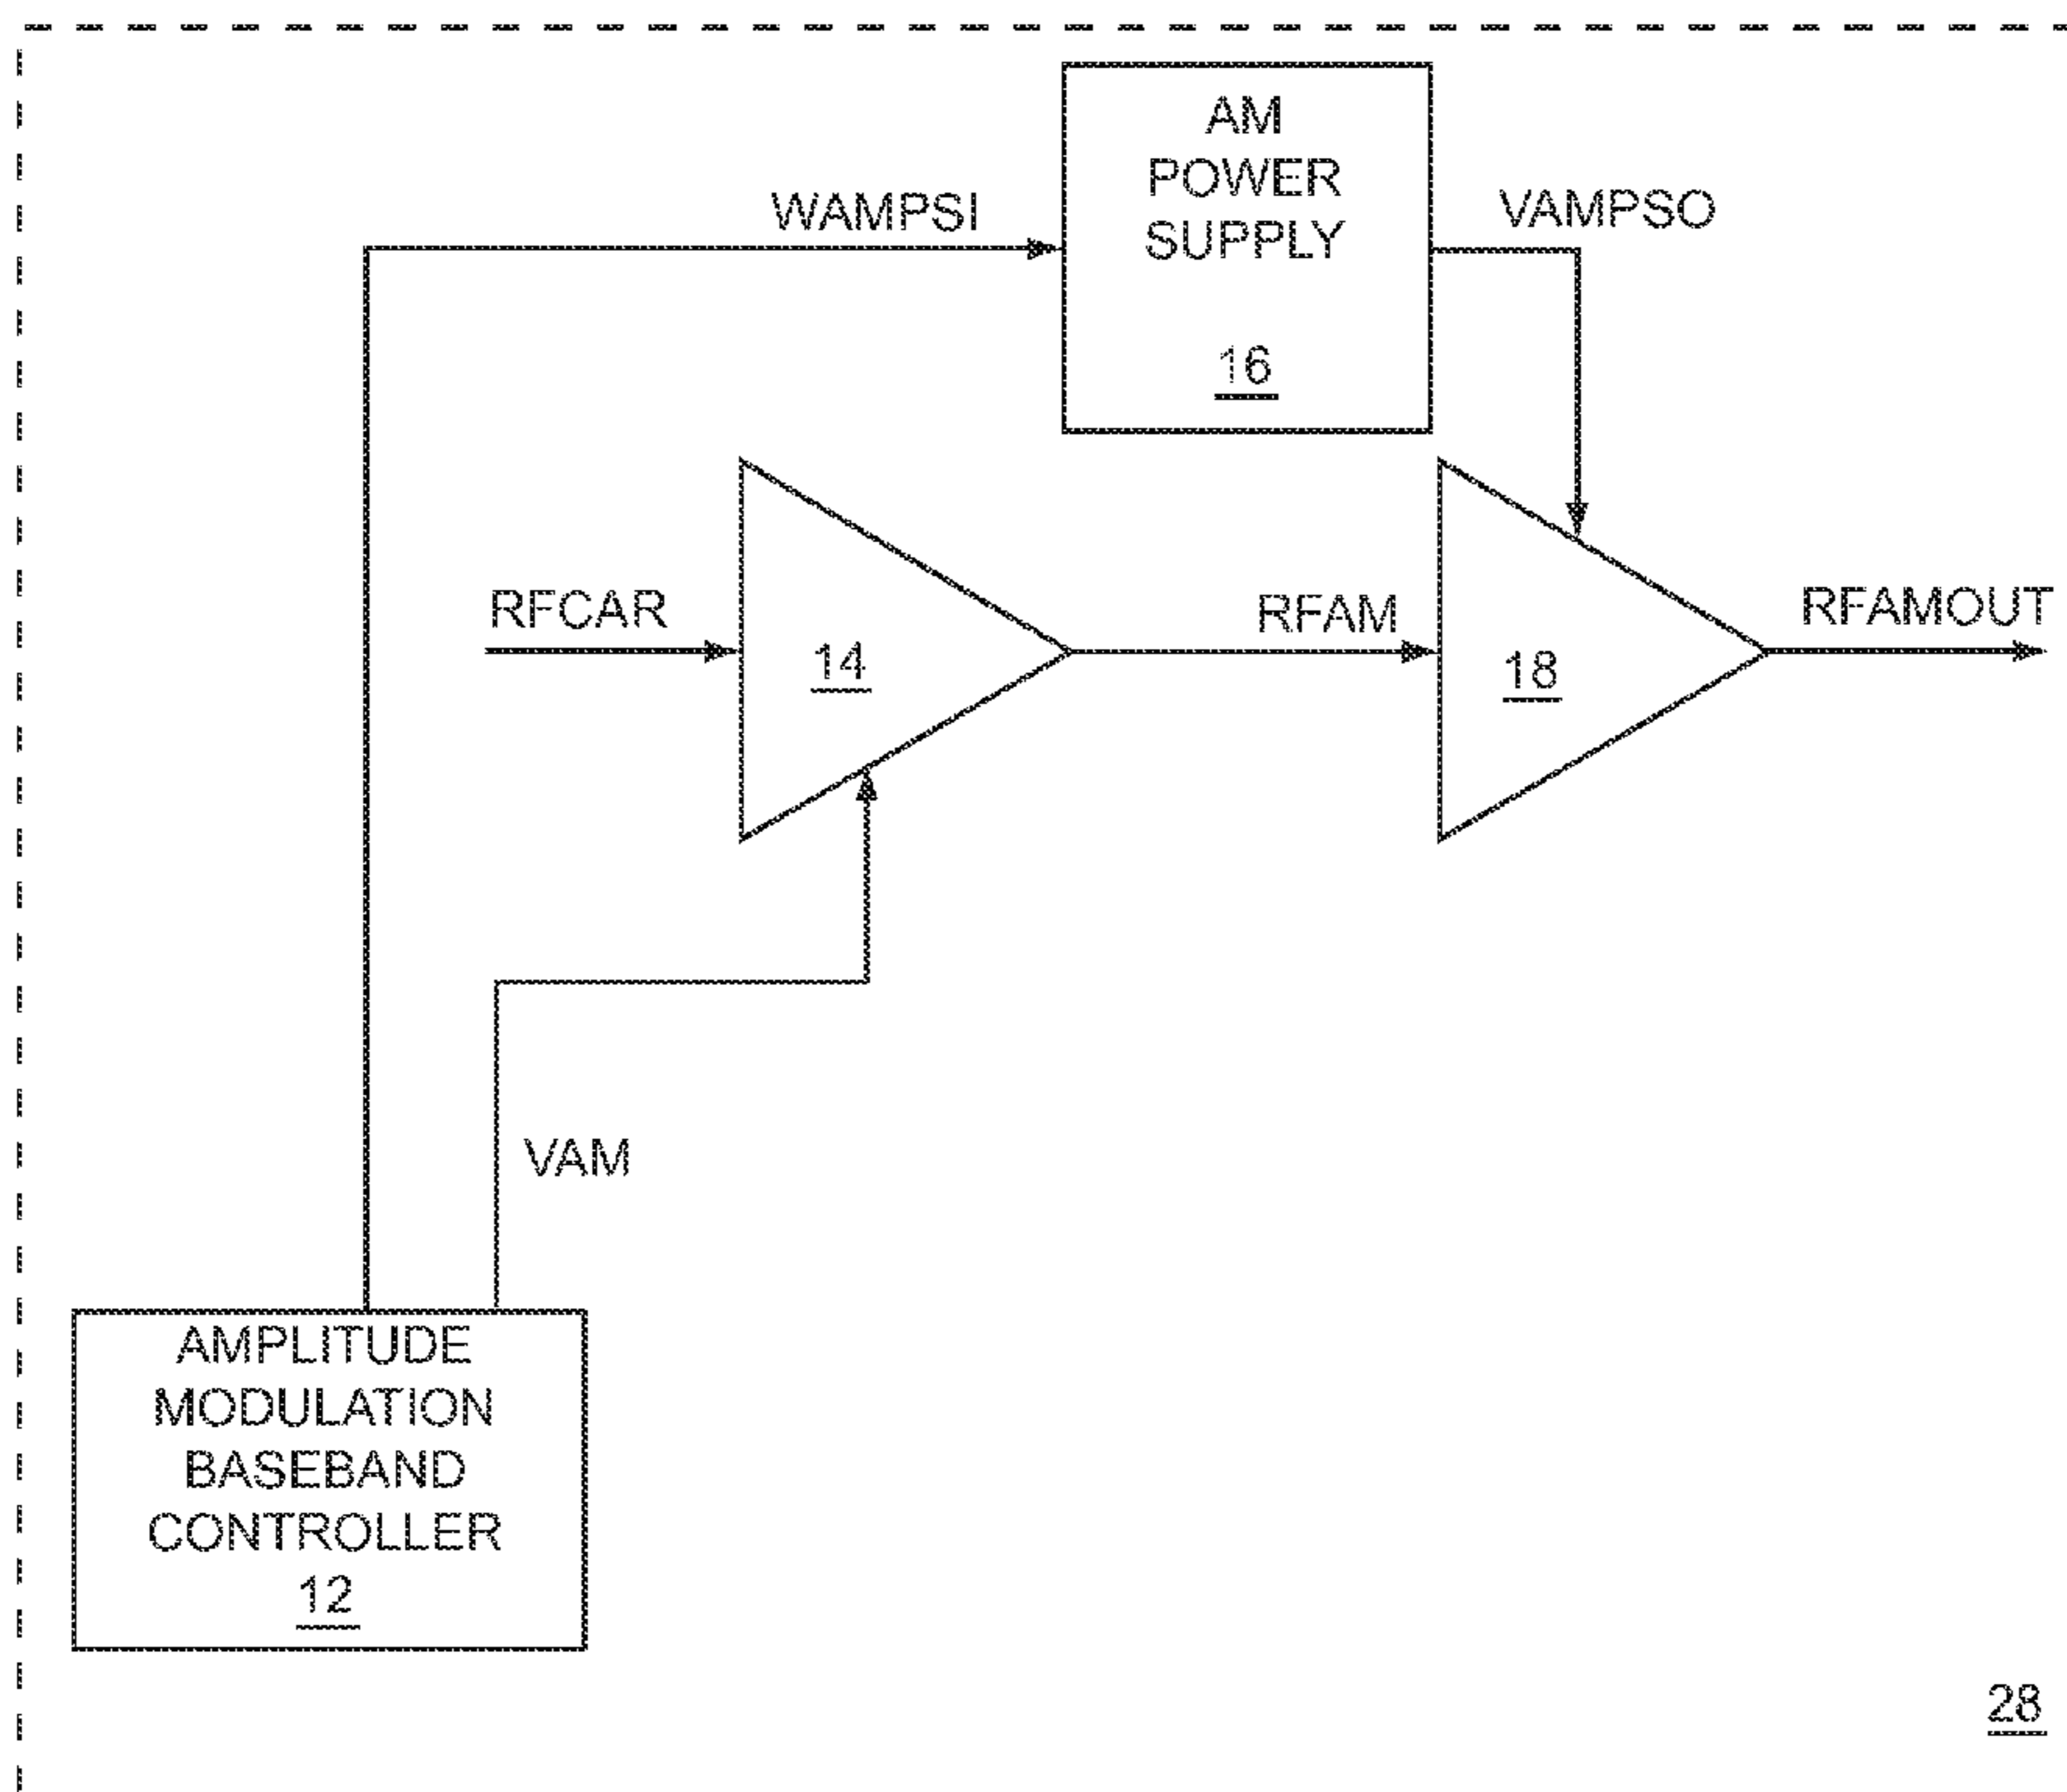 AM
POWER
SUPPLY
16
WAMPSI
VAMPSO
RFCAR
14
RFAM
18
RFAMOUT
VAM
AMPLITUDE
MODULATION
BASEBAND
CONTROLLER
12
28